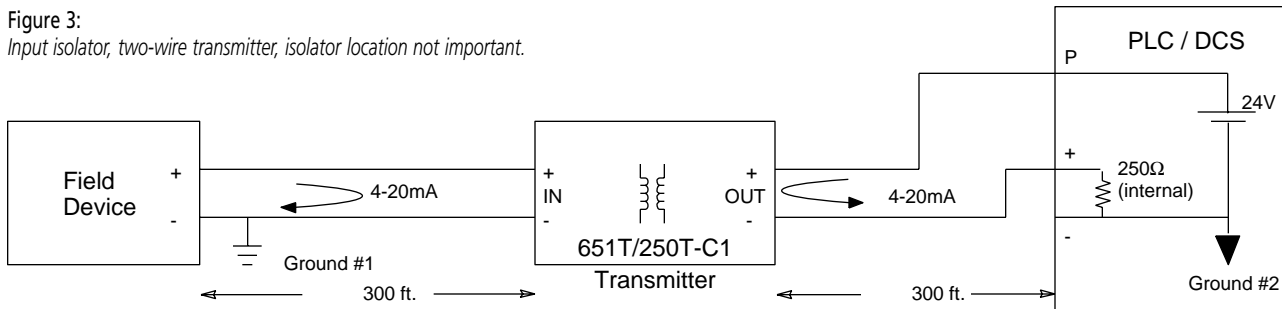 Figure 3:
Input isolator, two-wire transmitter, isolator location not important.
PLC / DCS
P
24V
+
250Ω
(internal)
-
Ground #2
Field
Device
+
-
4-20mA
Ground #1
300 ft.
+
IN
-
+
OUT
-
651T/250T-C1
Transmitter
4-20mA
300 ft.